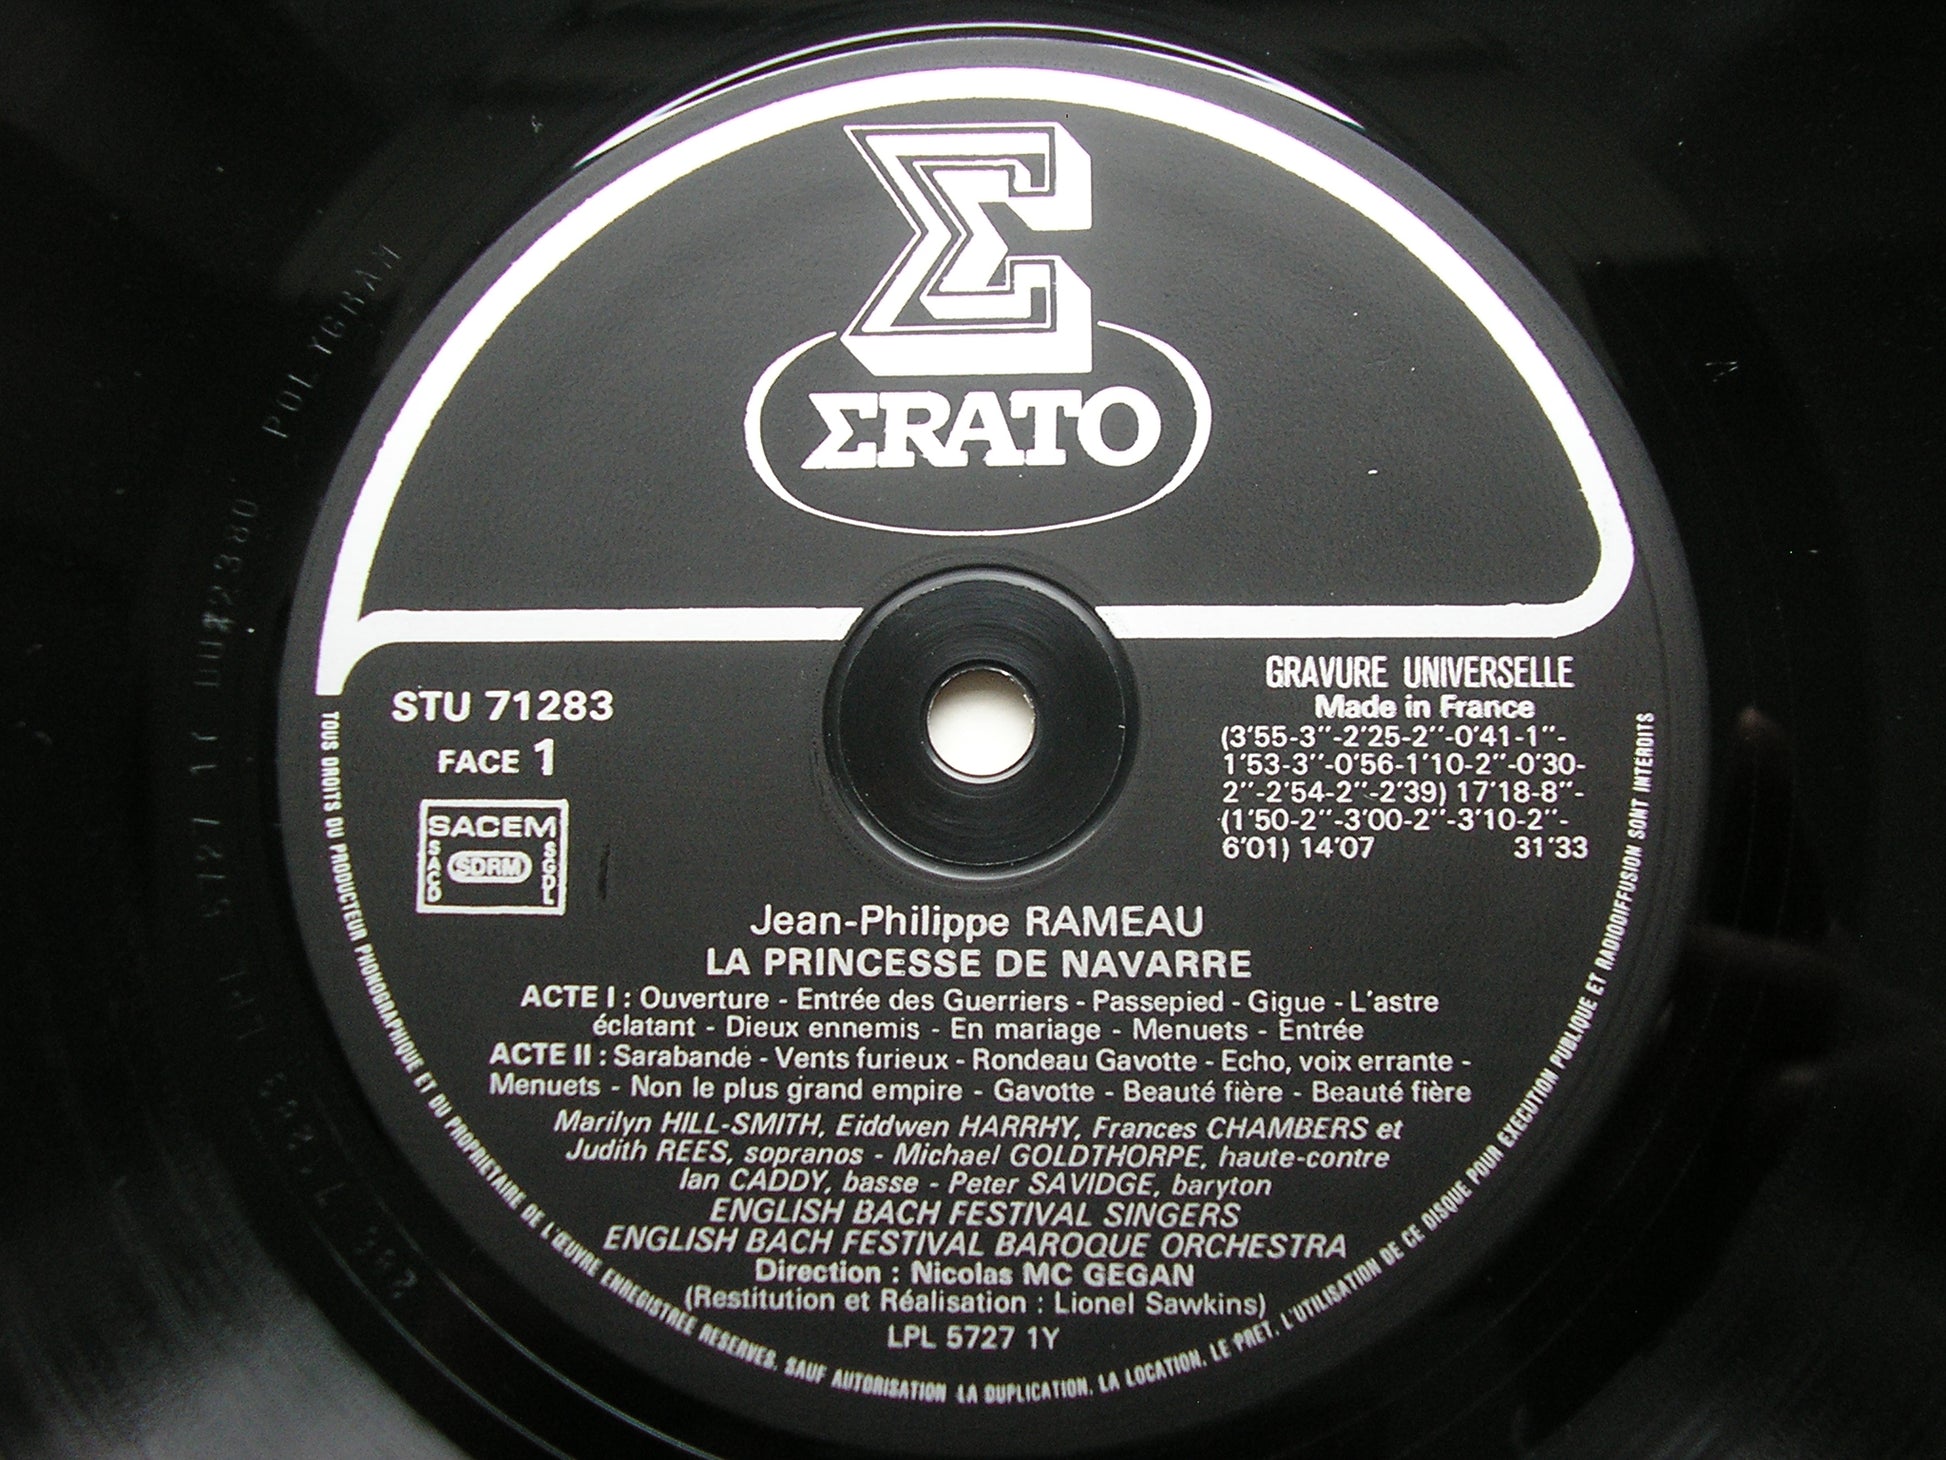 ΣRATO
STU 71283
FACE 1
SACEM
SACD
SDRM
SGDL
GRAVURE UNIVERSELLE
Made in France
(3'55-3''-2'25-2''-0'41-1''-
1'53-3''-0'56-1'10-2''-0'30-
2''-2'54-2''-2'39) 17'18-8''-
(1'50-2''-3'00-2''-3'10-2''-
6'01) 14'07 31'33
Jean-Philippe RAMEAU
LA PRINCESSE DE NAVARRE
ACTE I : Ouverture - Entrée des Guerriers - Passepied - Gigue - L'astre
éclatant - Dieux ennemis - En mariage - Menuets - Entrée
ACTE II : Sarabande - Vents furieux - Rondeau Gavotte - Echo, voix errante -
Menuets - Non le plus grand empire - Gavotte - Beauté fière - Beauté fière
Marilyn HILL-SMITH, Eiddwen HARRHY, Frances CHAMBERS et
Judith REES, sopranos - Michael GOLDTHORPE, haute-contre
Ian CADDY, basse - Peter SAVIDGE, baryton
ENGLISH BACH FESTIVAL SINGERS
ENGLISH BACH FESTIVAL BAROQUE ORCHESTRA
Direction : Nicolas MC GEGAN
(Restitution et Réalisation : Lionel Sawkins)
LPL 5727 1Y
TOUS DROITS DU PRODUCTEUR PHONOGRAPHIQUE ET DU PROPRIETAIRE DE L'ŒUVRE ENREGISTREE RESERVES. SAUF AUTORISATION LA DUPLICATION, LA LOCATION, LE PRET, L'UTILISATION DE CE DISQUE POUR EXECUTION PUBLIQUE ET RADIODIFFUSION SONT INTERDITS
POLYGRAM